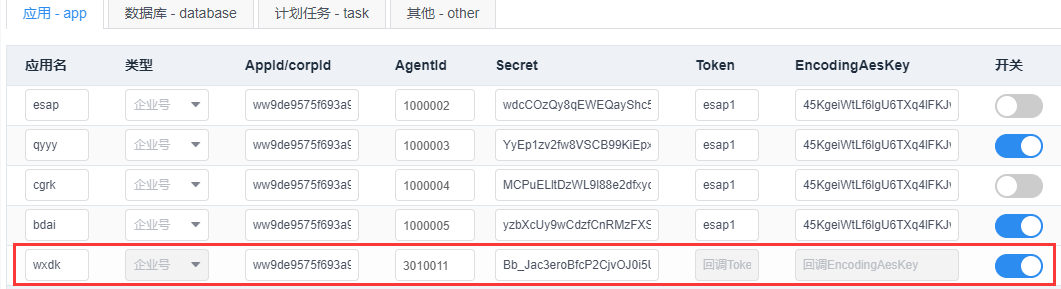 应用 - app 数据库 - database 计划任务 - task 其他 - other
应用名 类型 AppId/corpId AgentId Secret Token EncodingAesKey 开关
esap 企业号 ww9de9575f693a9 1000002 wdcCOzQy8qEWEQayShc5 esap1 45KgeiWtLf6lgU6TXq4lFKJ
qyyy 企业号 ww9de9575f693a9 1000003 YyEp1zv2fw8VSCB99KiEpx esap1 45KgeiWtLf6lgU6TXq4lFKJ
cgrk 企业号 ww9de9575f693a9 1000004 MCPuELltDzWL9l88e2dfxyc esap1 45KgeiWtLf6lgU6TXq4lFKJ
bdai 企业号 ww9de9575f693a9 1000005 yzbXcUy9wCdzfCnRMzFXS esap1 45KgeiWtLf6lgU6TXq4lFKJ
wxdk 企业号 ww9de9575f693a9 3010011 Bb_Jac3eroBfcP2CjvOJ0i5U 回调Toke 回调EncodingAesKey